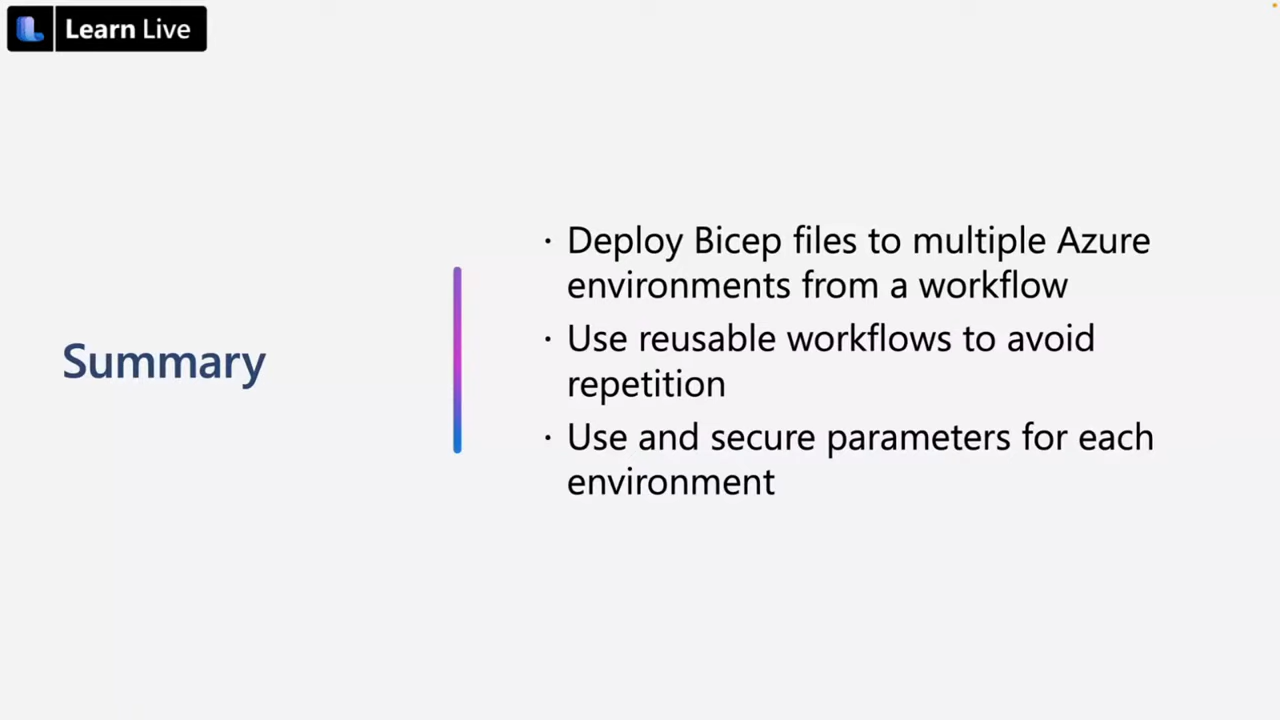 Learn Live
Summary
· Deploy Bicep files to multiple Azure
environments from a workflow
· Use reusable workflows to avoid
repetition
· Use and secure parameters for each
environment